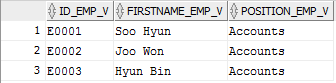 ID_EMP_V FIRSTNAME_EMP_V POSITION_EMP_V
1 E0001 Soo Hyun Accounts
2 E0002 Joo Won Accounts
3 E0003 Hyun Bin Accounts